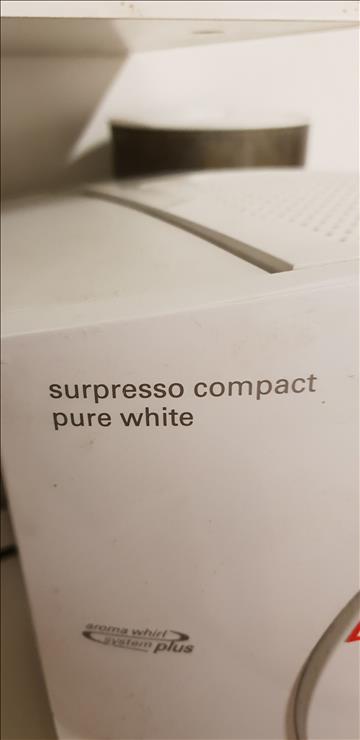 surpresso compact
pure white
aroma whirl
system plus